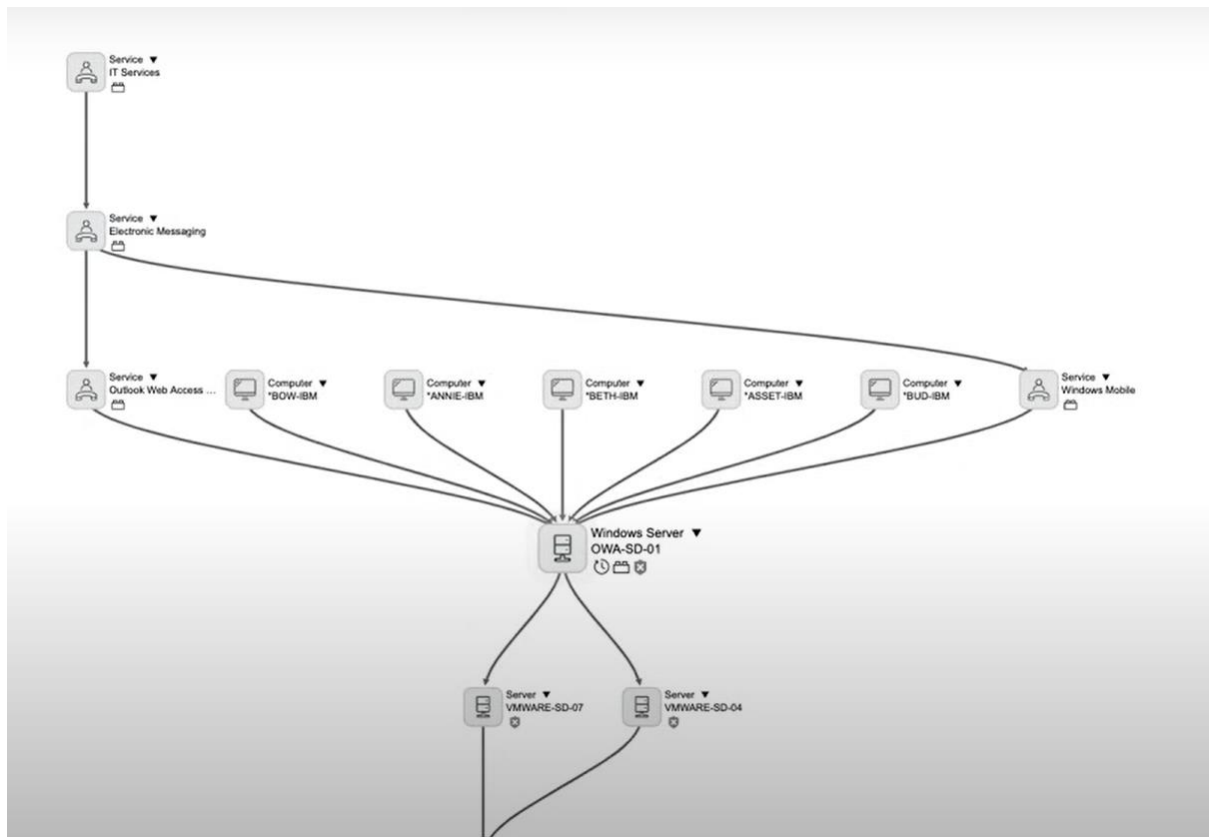 Service ▼
IT Services
Service ▼
Electronic Messaging
Service ▼
Outlook Web Access ...
Computer ▼
*BOW-IBM
Computer ▼
*ANNIE-IBM
Computer ▼
*BETH-IBM
Computer ▼
*ASSET-IBM
Computer ▼
*BUD-IBM
Service ▼
Windows Mobile
Windows Server ▼
OWA-SD-01
Server ▼
VMWARE-SD-07
Server ▼
VMWARE-SD-04